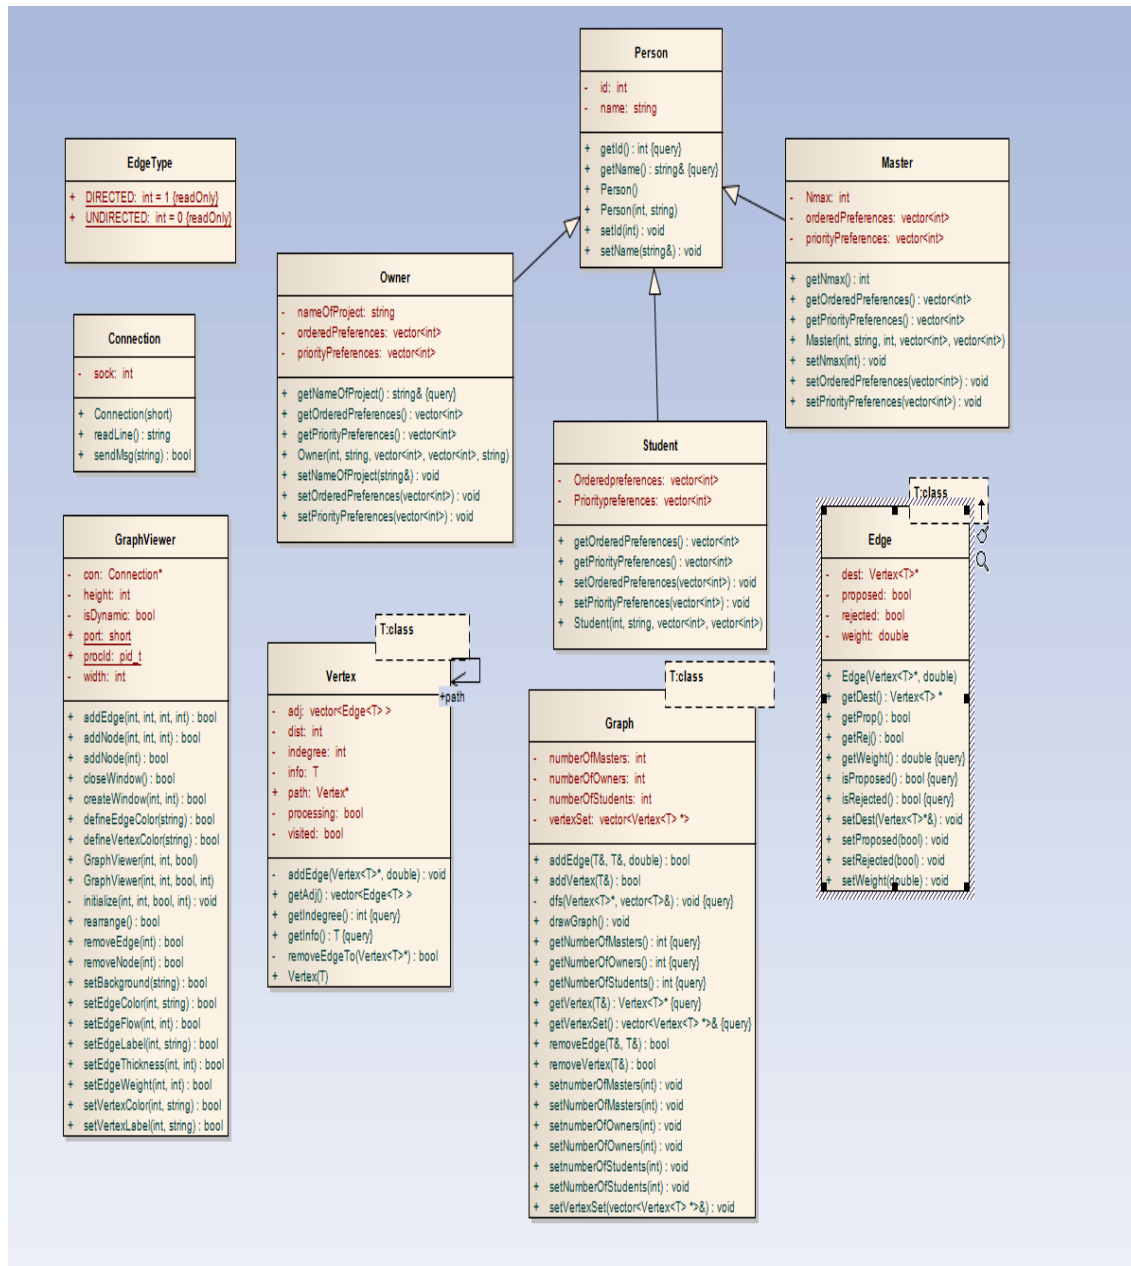 Person
- id: int
- name: string
+ getId() : int {query}
+ getName() : string& {query}
+ Person()
+ Person(int, string)
+ setId(int) : void
+ setName(string&) : void
EdgeType
+ DIRECTED: int = 1 {readOnly}
+ UNDIRECTED: int = 0 {readOnly}
Master
- Nmax: int
- orderedPreferences: vector<int>
- priorityPreferences: vector<int>
+ getNmax() : int
+ getOrderedPreferences() : vector<int>
+ getPriorityPreferences() : vector<int>
+ Master(int, string, int, vector<int>, vector<int>)
+ setNmax(int) : void
+ setOrderedPreferences(vector<int>) : void
+ setPriorityPreferences(vector<int>) : void
Owner
- nameOfProject: string
- orderedPreferences: vector<int>
- priorityPreferences: vector<int>
+ getNameOfProject() : string& {query}
+ getOrderedPreferences() : vector<int>
+ getPriorityPreferences() : vector<int>
+ Owner(int, string, vector<int>, vector<int>, string)
+ setNameOfProject(string&) : void
+ setOrderedPreferences(vector<int>) : void
+ setPriorityPreferences(vector<int>) : void
Connection
- sock: int
+ Connection(short)
+ readLine() : string
+ sendMsg(string) : bool
Student
- Orderedpreferences: vector<int>
- Prioritypreferences: vector<int>
+ getOrderedPreferences() : vector<int>
+ getPriorityPreferences() : vector<int>
+ setOrderedPreferences(vector<int>) : void
+ setPriorityPreferences(vector<int>) : void
+ Student(int, string, vector<int>, vector<int>)
T:class
Edge
- dest: Vertex<T>*
- proposed: bool
- rejected: bool
- weight: double
+ Edge(Vertex<T>*, double)
+ getDest() : Vertex<T> *
+ getProp() : bool
+ getRej() : bool
+ getWeight() : double {query}
+ isProposed() : bool {query}
+ isRejected() : bool {query}
+ setDest(Vertex<T>*&) : void
+ setProposed(bool) : void
+ setRejected(bool) : void
+ setWeight(double) : void
GraphViewer
- con: Connection*
- height: int
- isDynamic: bool
+ port: short
+ procId: pid_t
- width: int
+ addEdge(int, int, int, int) : bool
+ addNode(int, int, int) : bool
+ addNode(int) : bool
+ closeWindow() : bool
+ createWindow(int, int) : bool
+ defineEdgeColor(string) : bool
+ defineVertexColor(string) : bool
+ GraphViewer(int, int, bool)
+ GraphViewer(int, int, bool, int)
- initialize(int, int, bool, int) : void
+ rearrange() : bool
+ removeEdge(int) : bool
+ removeNode(int) : bool
+ setBackground(string) : bool
+ setEdgeColor(int, string) : bool
+ setEdgeFlow(int, int) : bool
+ setEdgeLabel(int, string) : bool
+ setEdgeThickness(int, int) : bool
+ setEdgeWeight(int, int) : bool
+ setVertexColor(int, string) : bool
+ setVertexLabel(int, string) : bool
T:class
Vertex
+path
- adj: vector<Edge<T> >
- dist: int
- indegree: int
- info: T
+ path: Vertex*
- processing: bool
- visited: bool
- addEdge(Vertex<T>*, double) : void
+ getAdj() : vector<Edge<T> >
+ getIndegree() : int {query}
+ getInfo() : T {query}
- removeEdgeTo(Vertex<T>*) : bool
+ Vertex(T)
T:class
Graph
- numberOfMasters: int
- numberOfOwners: int
- numberOfStudents: int
- vertexSet: vector<Vertex<T> *>
+ addEdge(T&, T&, double) : bool
+ addVertex(T&) : bool
- dfs(Vertex<T>*, vector<T>&) : void {query}
+ drawGraph() : void
+ getNumberOfMasters() : int {query}
+ getNumberOfOwners() : int {query}
+ getNumberOfStudents() : int {query}
+ getVertex(T&) : Vertex<T>* {query}
+ getVertexSet() : vector<Vertex<T> *>& {query}
+ removeEdge(T&, T&) : bool
+ removeVertex(T&) : bool
+ setnumberOfMasters(int) : void
+ setNumberOfMasters(int) : void
+ setnumberOfOwners(int) : void
+ setNumberOfOwners(int) : void
+ setnumberOfStudents(int) : void
+ setNumberOfStudents(int) : void
+ setVertexSet(vector<Vertex<T> *>&) : void